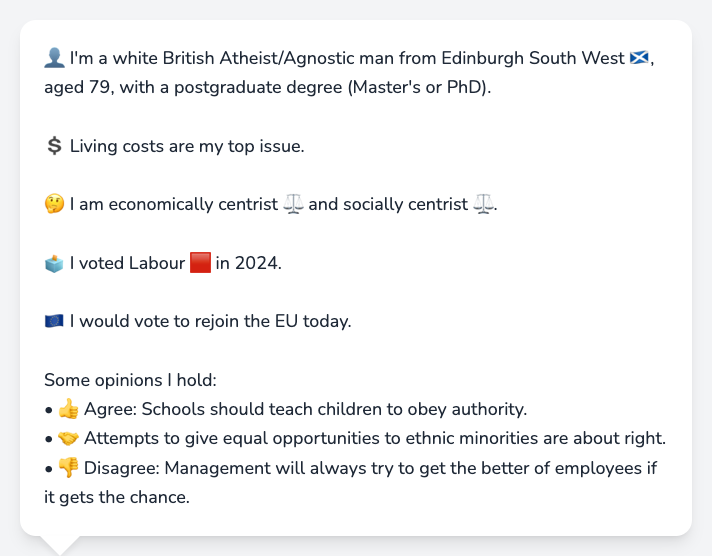 👤 I'm a white British Atheist/Agnostic man from Edinburgh South West 🏴󠁧󠁢󠁳󠁣󠁴󠁿,
aged 79, with a postgraduate degree (Master's or PhD).
💲 Living costs are my top issue.
🤔 I am economically centrist ⚖️ and socially centrist ⚖️.
🗳️ I voted Labour 🟥 in 2024.
🇪🇺 I would vote to rejoin the EU today.
Some opinions I hold:
• 👍 Agree: Schools should teach children to obey authority.
• 🤝 Attempts to give equal opportunities to ethnic minorities are about right.
• 👎 Disagree: Management will always try to get the better of employees if
it gets the chance.